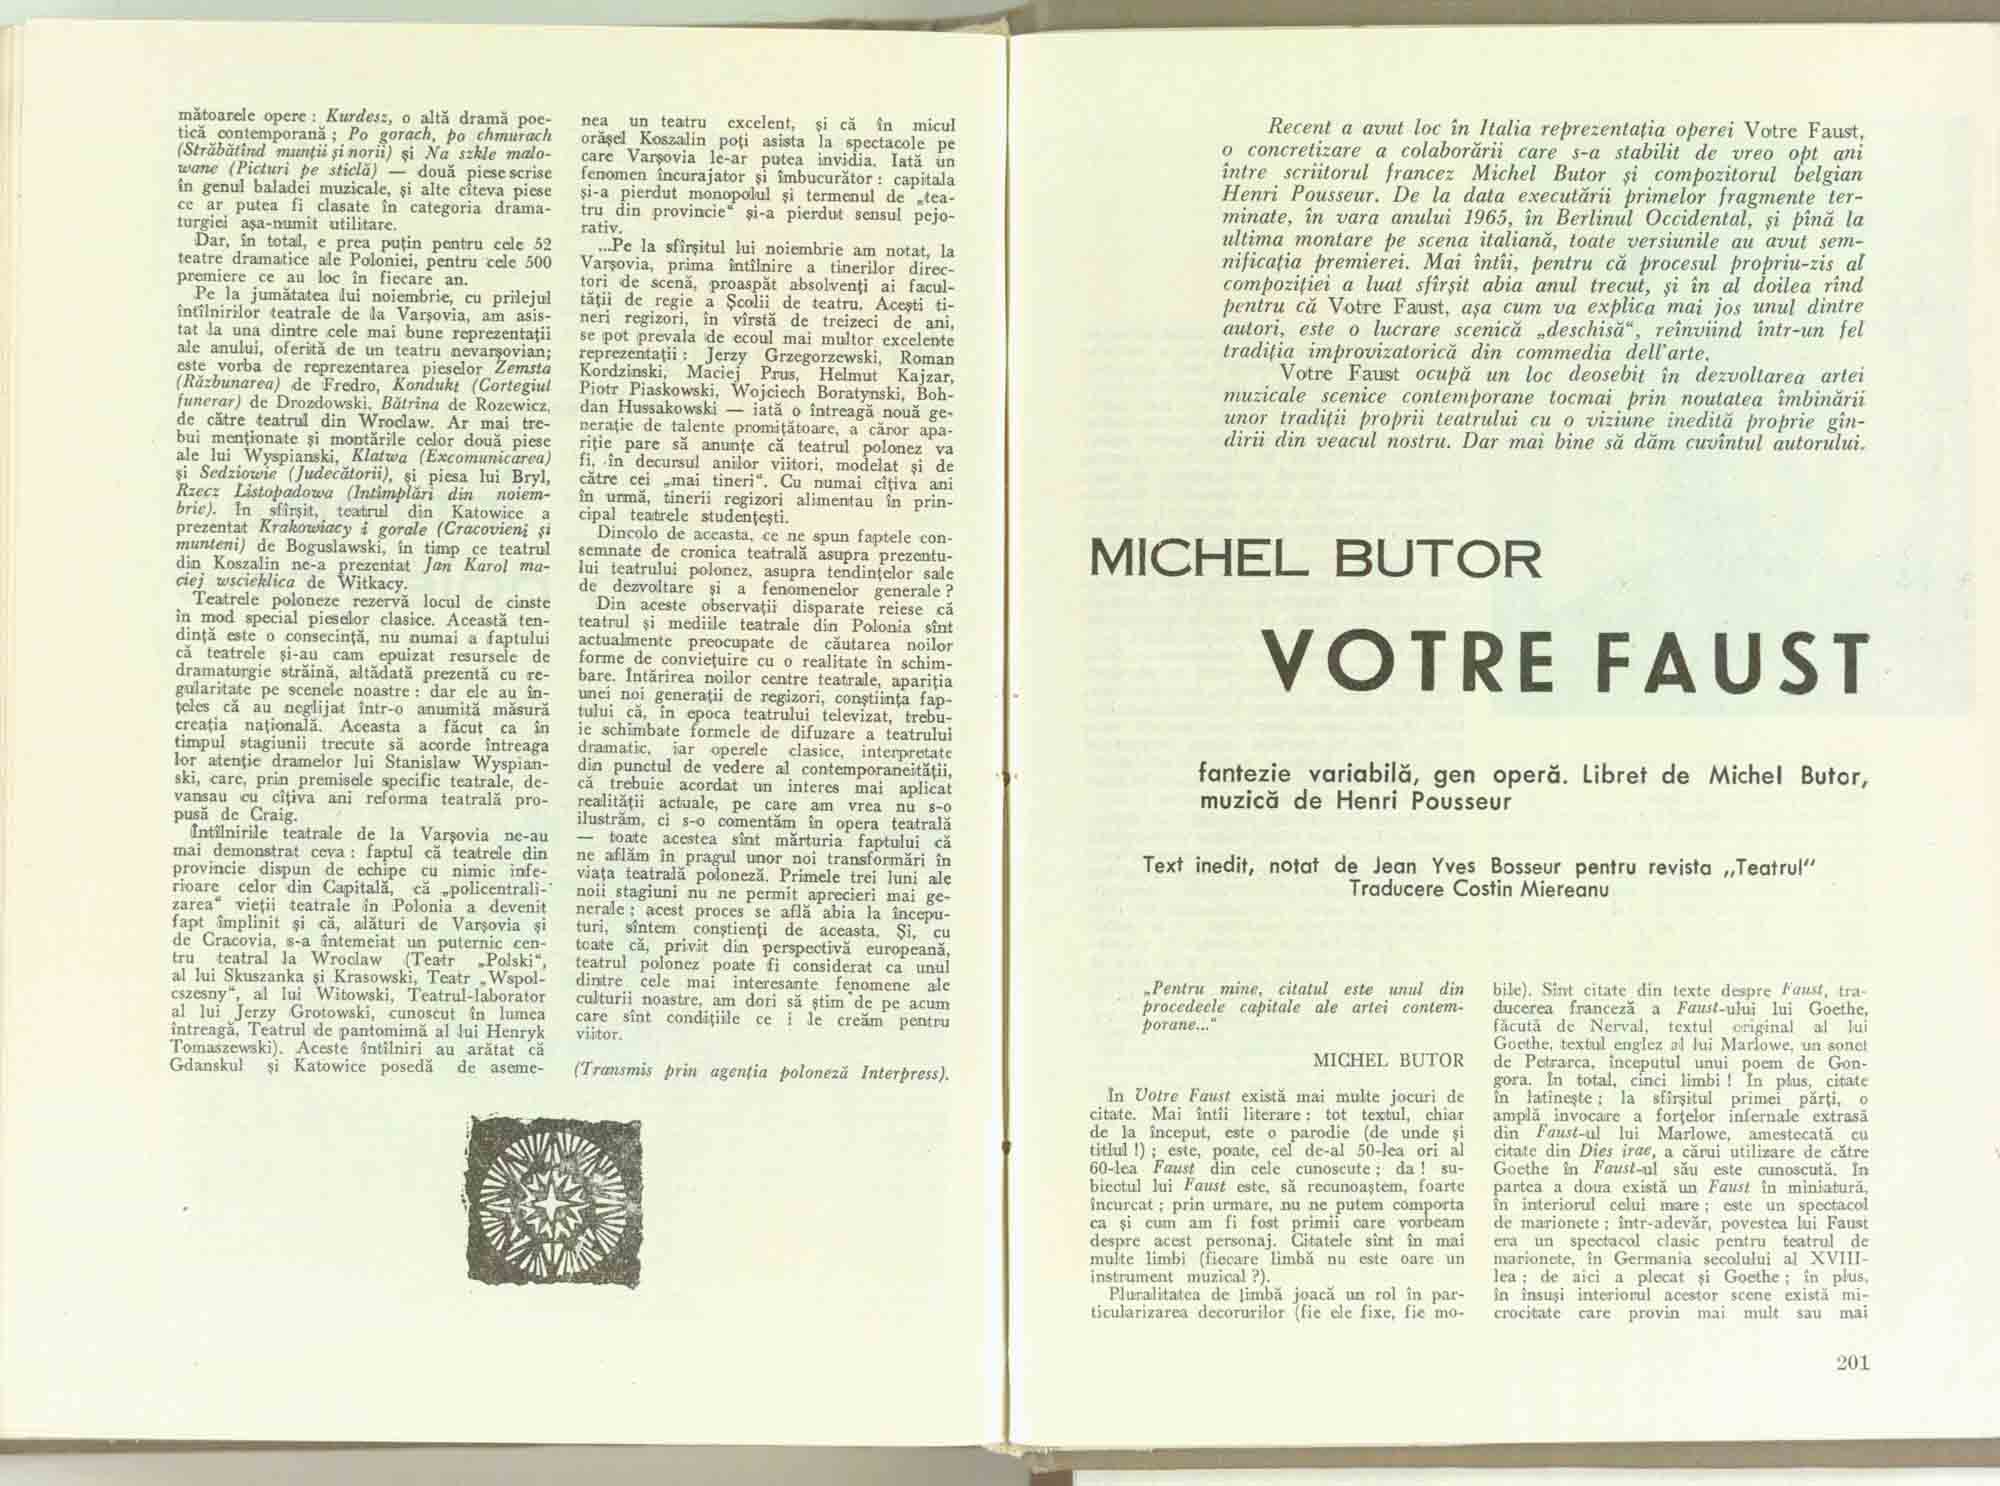 mătoarele opere : Kurdesz, o altă dramă poe-
tică contemporană ; Po gorach, po chmurach
(Străbătînd munții și norii) și Na szkle malo-
wane (Picturi pe sticlă) — două piese scrise
în genul baladei muzicale, și alte cîteva piese
ce ar putea fi clasate în categoria drama-
turgiei așa-numit utilitare.
Dar, în total, e prea puțin pentru cele 52
teatre dramatice ale Poloniei, pentru cele 500
premiere ce au loc în fiecare an.
Pe la jumătatea lui noiembrie, cu prilejul
întîlnirilor teatrale de la Varșovia, am asis-
tat la una dintre cele mai bune reprezentații
ale anului, oferită de un teatru nevarșovian;
este vorba de reprezentarea pieselor Zemsta
(Răzbunarea) de Fredro, Kondukt (Cortegiul
funerar) de Drozdowski, Bătrîna de Rozewicz,
de către teatrul din Wroclaw. Ar mai tre-
bui menționate și montările celor două piese
ale lui Wyspianski, Klatwa (Excomunicarea)
și Sedziowie (Judecătorii), și piesa lui Bryl,
Rzecz Listopadowa (Intîmplări din noiem-
brie). În sfîrșit, teatrul din Katowice a
prezentat Krakowiacy i gorale (Cracovieni și
munteni) de Boguslawski, în timp ce teatrul
din Koszalin ne-a prezentat Jan Karol ma-
ciej wscieklica de Witkacy.
Teatrele poloneze rezervă locul de cinste
în mod special pieselor clasice. Această ten-
dință este o consecință, nu numai a faptului
că teatrele și-au cam epuizat resursele de
dramaturgie străină, altădată prezentă cu re-
gularitate pe scenele noastre : dar ele au în-
țeles că au neglijat într-o anumită măsură
creația națională. Aceasta a făcut ca în
timpul stagiunii trecute să acorde întreaga
lor atenție dramelor lui Stanislaw Wyspian-
ski, care, prin premisele specific teatrale, de-
vansau cu cîțiva ani reforma teatrală pro-
pusă de Craig.
Întîlnirile teatrale de la Varșovia ne-au
mai demonstrat ceva : faptul că teatrele din
provincie dispun de echipe cu nimic infe-
rioare celor din Capitală, că „policentrali-
zarea“ vieții teatrale în Polonia a devenit
fapt împlinit și că, alături de Varșovia și
de Cracovia, s-a întemeiat un puternic cen-
tru teatral la Wroclaw (Teatr „Polski“,
al lui Skuszanka și Krasowski, Teatr „Wspol-
cszesny“, al lui Witowski, Teatrul-laborator
al lui Jerzy Grotowski, cunoscut în lumea
întreagă, Teatrul de pantomimă al lui Henryk
Tomaszewski). Aceste întîlniri au arătat că
Gdanskul și Katowice posedă de aseme-
nea un teatru excelent, și că în micul
orășel Koszalin poți asista la spectacole pe
care Varșovia le-ar putea invidia. Iată un
fenomen încurajator și îmbucurător : capitala
și-a pierdut monopolul și termenul de „tea-
tru din provincie“ și-a pierdut sensul pejo-
rativ.
...Pe la sfîrșitul lui noiembrie am notat, la
Varșovia, prima întîlnire a tinerilor direc-
tori de scenă, proaspăt absolvenți ai facul-
tății de regie a Școlii de teatru. Acești ti-
neri regizori, în vîrstă de treizeci de ani,
se pot prevala de ecoul mai multor excelente
reprezentații : Jerzy Grzegorzewski, Roman
Kordzinski, Maciej Prus, Helmut Kajzar,
Piotr Piaskowski, Wojciech Boratynski, Boh-
dan Hussakowski — iată o întreagă nouă ge-
nerație de talente promițătoare, a căror apa-
riție pare să anunțe că teatrul polonez va
fi, în decursul anilor viitori, modelat și de
către cei „mai tineri“. Cu numai cîțiva ani
în urmă, tinerii regizori alimentau în prin-
cipal teatrele studențești.
Dincolo de aceasta, ce ne spun faptele con-
semnate de cronica teatrală asupra prezentu-
lui teatrului polonez, asupra tendințelor sale
de dezvoltare și a fenomenelor generale ?
Din aceste observații disparate reiese că
teatrul și mediile teatrale din Polonia sînt
actualmente preocupate de căutarea noilor
forme de conviețuire cu o realitate în schim-
bare. Intărirea noilor centre teatrale, apariția
unei noi generații de regizori, conștiința fap-
tului că, în epoca teatrului televizat, trebu-
ie schimbate formele de difuzare a teatrului
dramatic, iar operele clasice, interpretate
din punctul de vedere al contemporaneității,
că trebuie acordat un interes mai aplicat
realității actuale, pe care am vrea nu s-o
ilustrăm, ci s-o comentăm în opera teatrală
— toate acestea sînt mărturia faptului că
ne aflăm în pragul unor noi transformări în
viața teatrală poloneză. Primele trei luni ale
noii stagiuni nu ne permit aprecieri mai ge-
nerale ; acest proces se află abia la începu-
turi, sîntem conștienți de aceasta. Și, cu
toate că, privit din perspectivă europeană,
teatrul polonez poate fi considerat ca unul
dintre cele mai interesante fenomene ale
culturii noastre, am dori să știm de pe acum
care sînt condițiile ce i le creăm pentru
viitor.
(Transmis prin agenția poloneză Interpress).
Recent a avut loc în Italia reprezentația operei Votre Faust,
o concretizare a colaborării care s-a stabilit de vreo opt ani
între scriitorul francez Michel Butor și compozitorul belgian
Henri Pousseur. De la data executării primelor fragmente ter-
minate, în vara anului 1965, în Berlinul Occidental, și pînă la
ultima montare pe scena italiană, toate versiunile au avut sem-
nificația premierei. Mai întîi, pentru că procesul propriu-zis al
compoziției a luat sfîrșit abia anul trecut, și în al doilea rînd
pentru că Votre Faust, așa cum va explica mai jos unul dintre
autori, este o lucrare scenică „deschisă“, reînviind într-un fel
tradiția improvizatorică din commedia dell'arte.
Votre Faust ocupă un loc deosebit în dezvoltarea artei
muzicale scenice contemporane tocmai prin noutatea îmbinării
unor tradiții proprii teatrului cu o viziune inedită proprie gîn-
dirii din veacul nostru. Dar mai bine să dăm cuvîntul autorului.
MICHEL BUTOR
VOTRE FAUST
fantezie variabilă, gen operă. Libret de Michel Butor,
muzică de Henri Pousseur
Text inedit, notat de Jean Yves Bosseur pentru revista „Teatrul"
Traducere Costin Miereanu
„Pentru mine, citatul este unul din
procedeele capitale ale artei contem-
porane...“
MICHEL BUTOR
În Votre Faust există mai multe jocuri de
citate. Mai întîi literare : tot textul, chiar
de la început, este o parodie (de unde și
titlul !) ; este, poate, cel de-al 50-lea ori al
60-lea Faust din cele cunoscute ; da ! su-
biectul lui Faust este, să recunoaștem, foarte
încurcat ; prin urmare, nu ne putem comporta
ca și cum am fi fost primii care vorbeam
despre acest personaj. Citatele sînt în mai
multe limbi (fiecare limbă nu este oare un
instrument muzical ?).
Pluralitatea de limbă joacă un rol în par-
ticularizarea decorurilor (fie ele fixe, fie mo-
bile). Sînt citate din texte despre Faust, tra-
ducerea franceză a Faust-ului lui Goethe,
făcută de Nerval, textul original al lui
Goethe, textul englez al lui Marlowe, un sonet
de Petrarca, începutul unui poem de Gon-
gora. În total, cinci limbi ! În plus, citate
în latinește ; la sfîrșitul primei părți, o
amplă invocare a forțelor infernale extrasă
din Faust-ul lui Marlowe, amestecată cu
citate din Dies irae, a cărui utilizare de către
Goethe în Faust-ul său este cunoscută. În
partea a doua există un Faust în miniatură,
în interiorul celui mare ; este un spectacol
de marionete ; într-adevăr, povestea lui Faust
era un spectacol clasic pentru teatrul de
marionete, în Germania secolului al XVIII-
lea ; de aici a plecat și Goethe ; în plus,
în însuși interiorul acestor scene există mi-
crocitate care provin mai mult sau mai
201